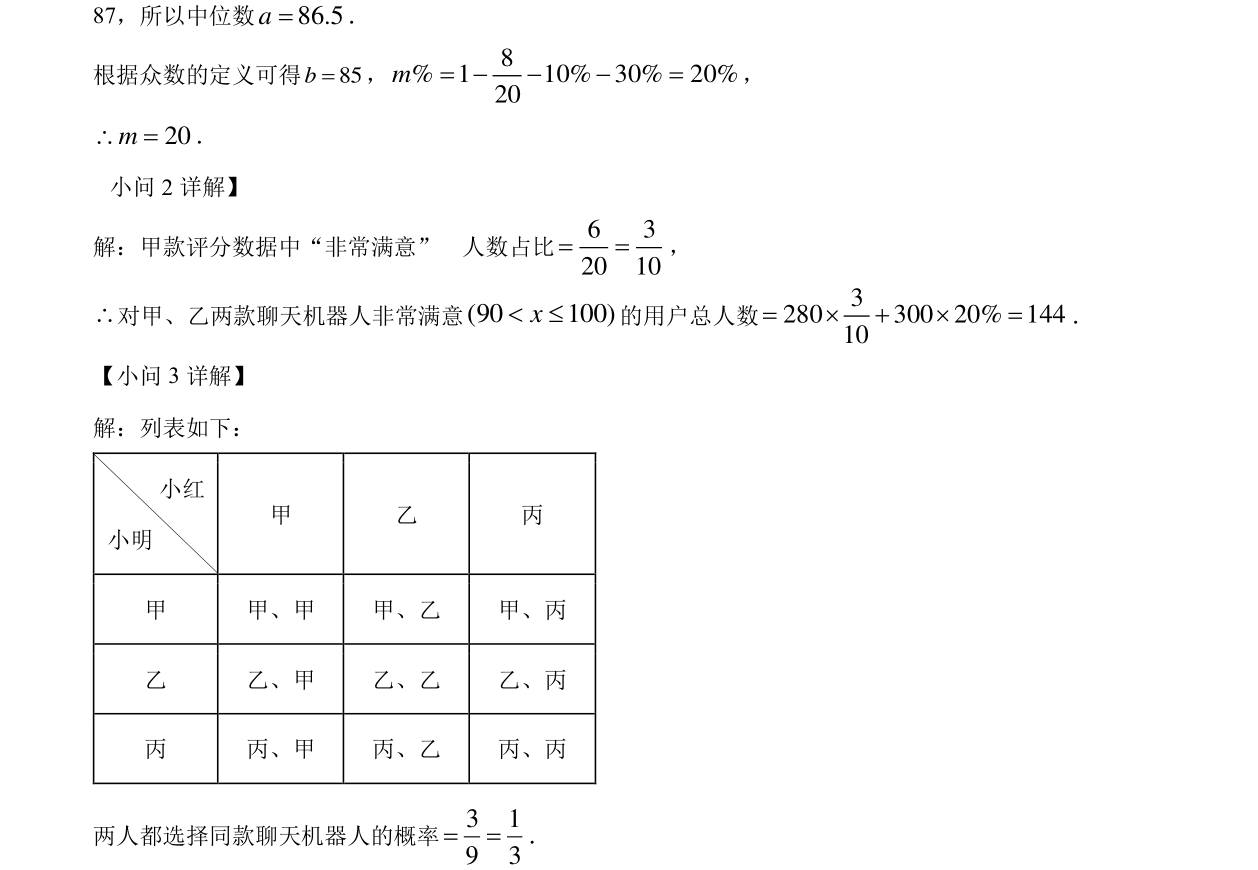 87，所以中位数a=86.5．
根据众数的定义可得b=85，m%=1−8/20−10%−30%=20%，
∴m=20．
小问2详解】
解：甲款评分数据中“非常满意” 人数占比=6/20=3/10，
∴对甲、乙两款聊天机器人非常满意(90<x≤100)的用户总人数=280×3/10+300×20%=144．
【小问3详解】
解：列表如下：
小红
小明
甲 乙 丙
甲 甲、甲 甲、乙 甲、丙
乙 乙、甲 乙、乙 乙、丙
丙 丙、甲 丙、乙 丙、丙
两人都选择同款聊天机器人的概率=3/9=1/3．